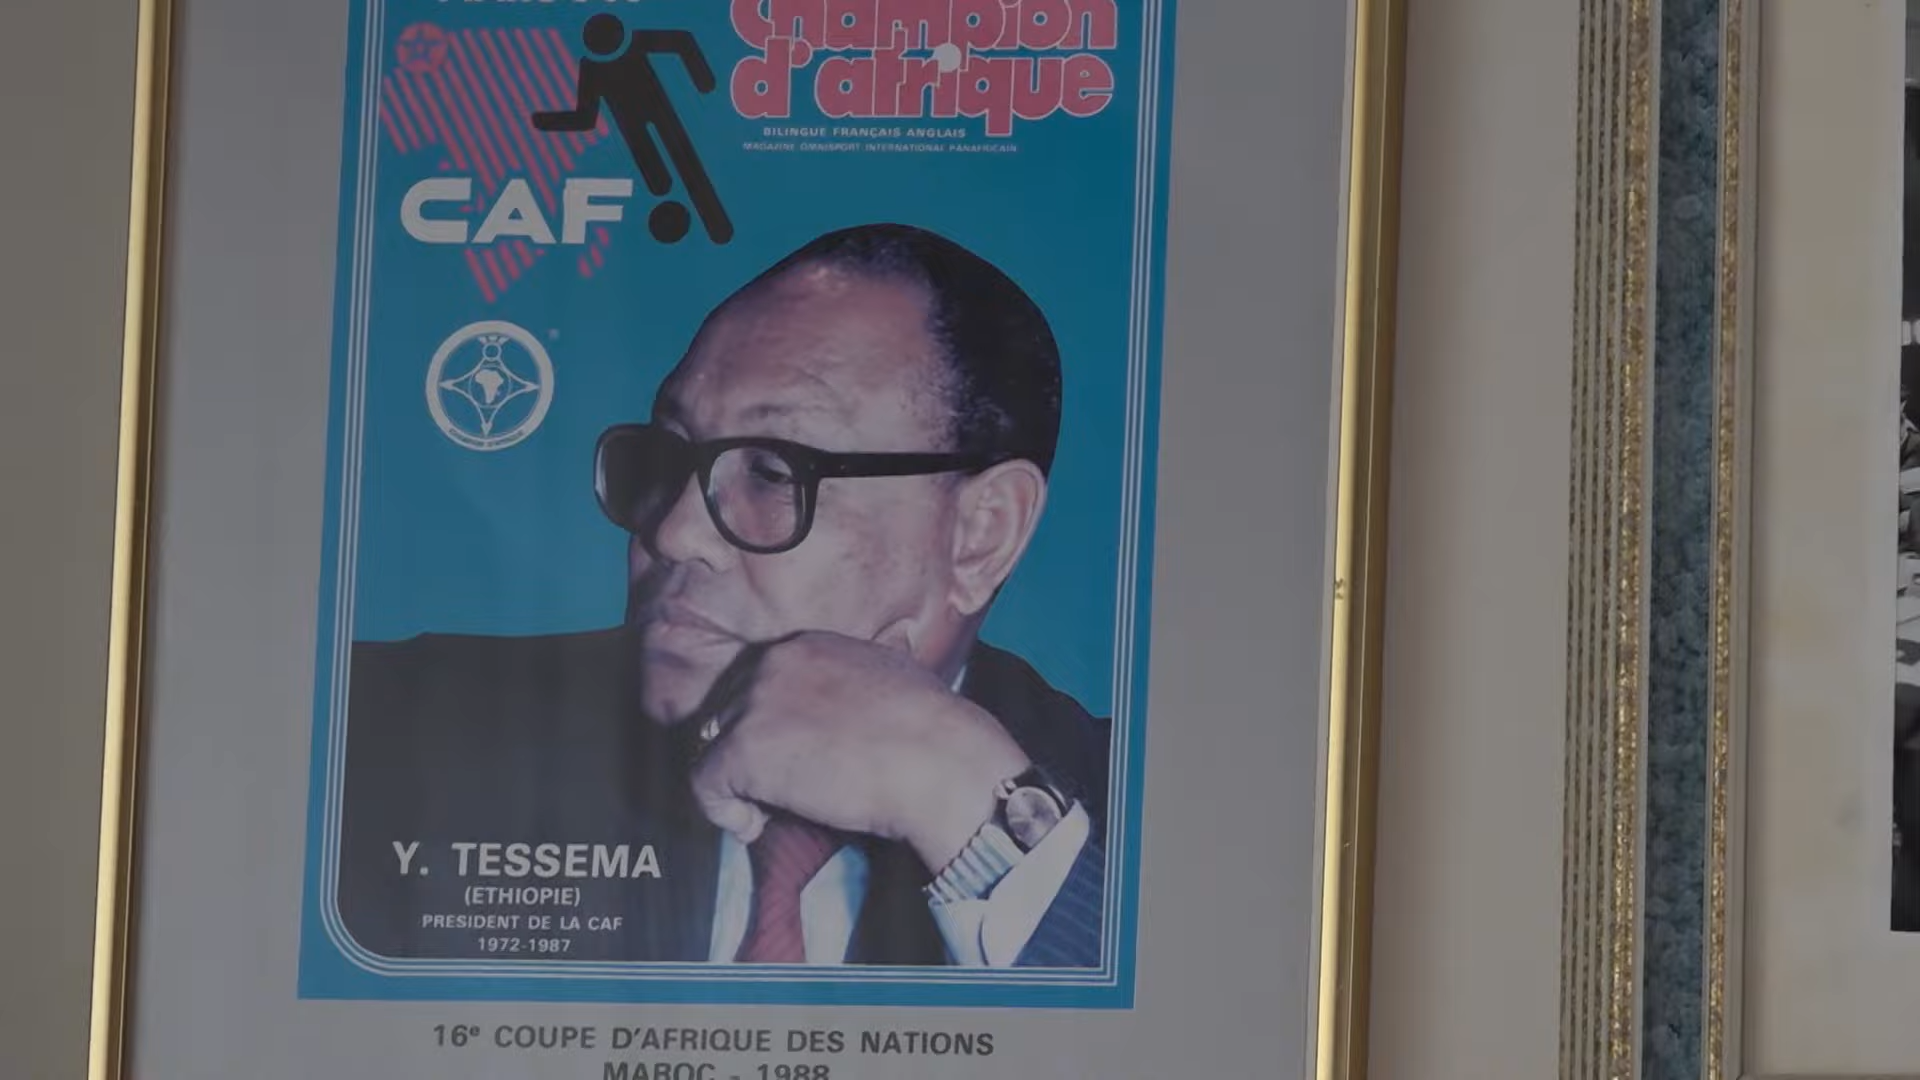 Champion
d'afrique
BILINGUE FRANÇAIS ANGLAIS
MAGAZINE OMNISPORT INTERNATIONAL PANAFRICAIN
CAF
Y. TESSEMA
(ETHIOPIE)
PRESIDENT DE LA CAF
1972-1987
16e COUPE D'AFRIQUE DES NATIONS
MAROC - 1988